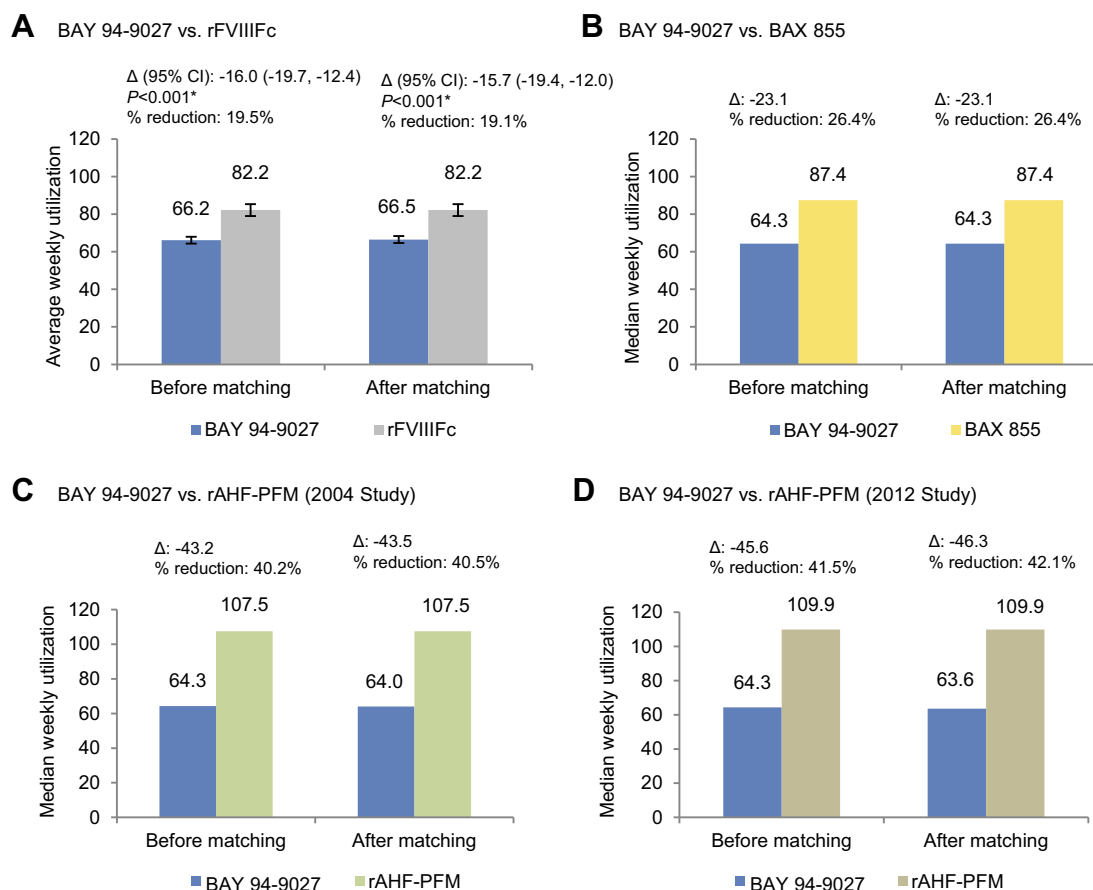 A BAY 94-9027 vs. rFVIIIFc
Δ (95% CI): -16.0 (-19.7, -12.4)
P<0.001*
% reduction: 19.5%
Δ (95% CI): -15.7 (-19.4, -12.0)
P<0.001*
% reduction: 19.1%
Average weekly utilization
120
100
80
60
40
20
0
66.2
82.2
66.5
82.2
Before matching
After matching
BAY 94-9027
rFVIIIFc
B BAY 94-9027 vs. BAX 855
Δ: -23.1
% reduction: 26.4%
Δ: -23.1
% reduction: 26.4%
Median weekly utilization
120
100
80
60
40
20
0
64.3
87.4
64.3
87.4
Before matching
After matching
BAY 94-9027
BAX 855
C BAY 94-9027 vs. rAHF-PFM (2004 Study)
Δ: -43.2
% reduction: 40.2%
Δ: -43.5
% reduction: 40.5%
Median weekly utilization
120
100
80
60
40
20
0
64.3
107.5
64.0
107.5
Before matching
After matching
BAY 94-9027
rAHF-PFM
D BAY 94-9027 vs. rAHF-PFM (2012 Study)
Δ: -45.6
% reduction: 41.5%
Δ: -46.3
% reduction: 42.1%
Median weekly utilization
120
100
80
60
40
20
0
64.3
109.9
63.6
109.9
Before matching
After matching
BAY 94-9027
rAHF-PFM